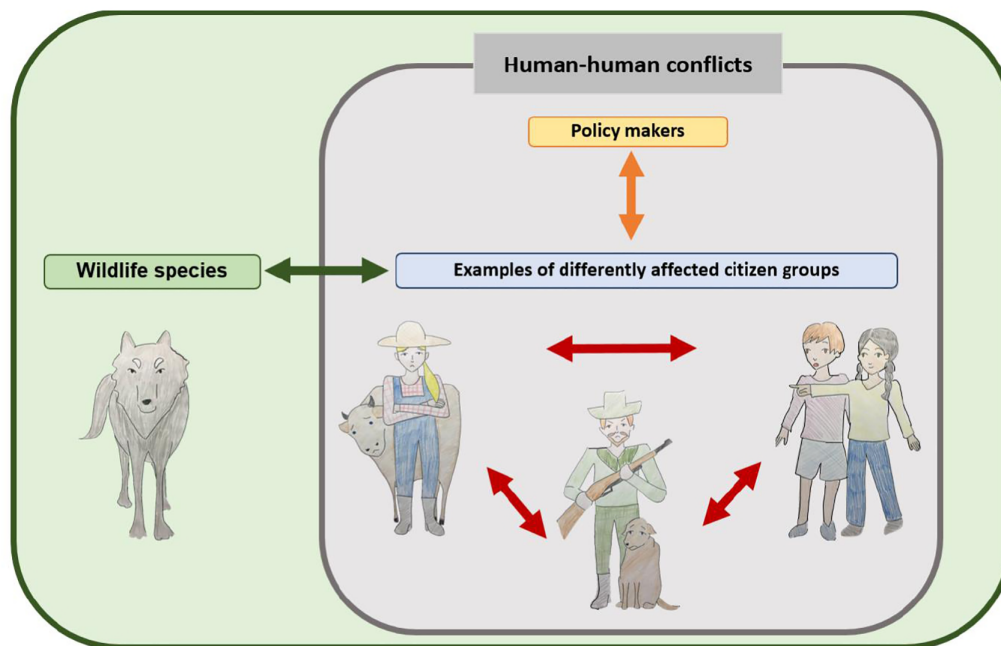 Human-human conflicts
Policy makers
Wildlife species
Examples of differently affected citizen groups